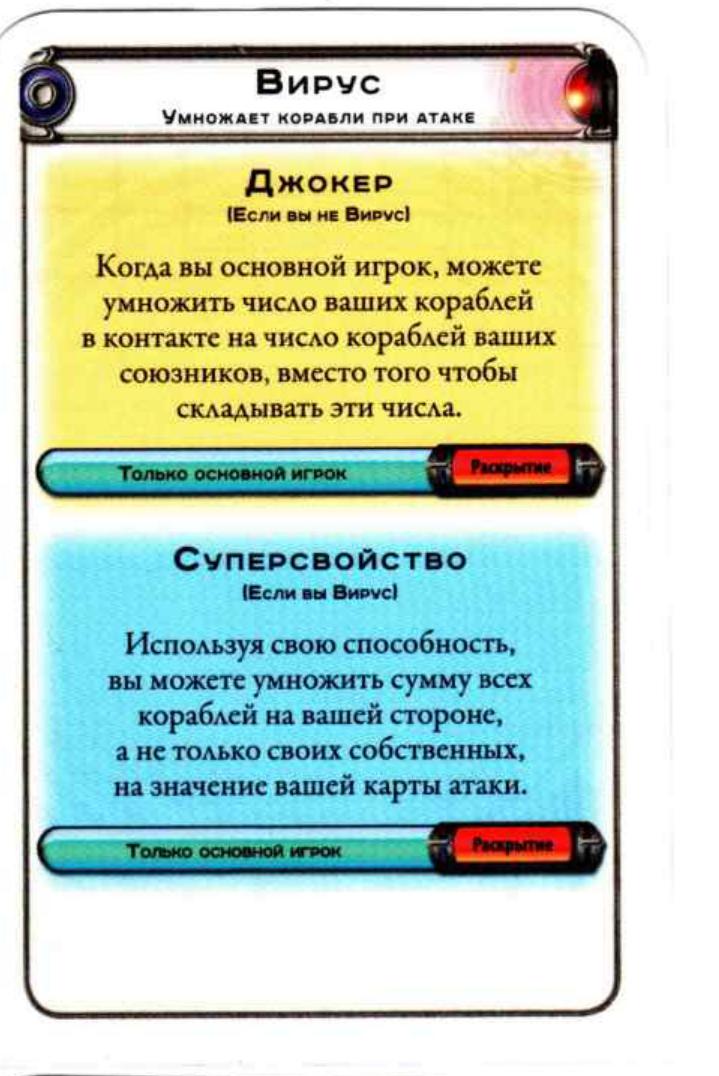 Вирус
Умножает корабли при атаке
Джокер
(Если вы не Вирус)
Когда вы основной игрок, можете
умножить число ваших кораблей
в контакте на число кораблей ваших
союзников, вместо того чтобы
складывать эти числа.
Только основной игрок
Раскрытие
Суперсвойство
(Если вы Вирус)
Используя свою способность,
вы можете умножить сумму всех
кораблей на вашей стороне,
а не только своих собственных,
на значение вашей карты атаки.
Только основной игрок
Раскрытие